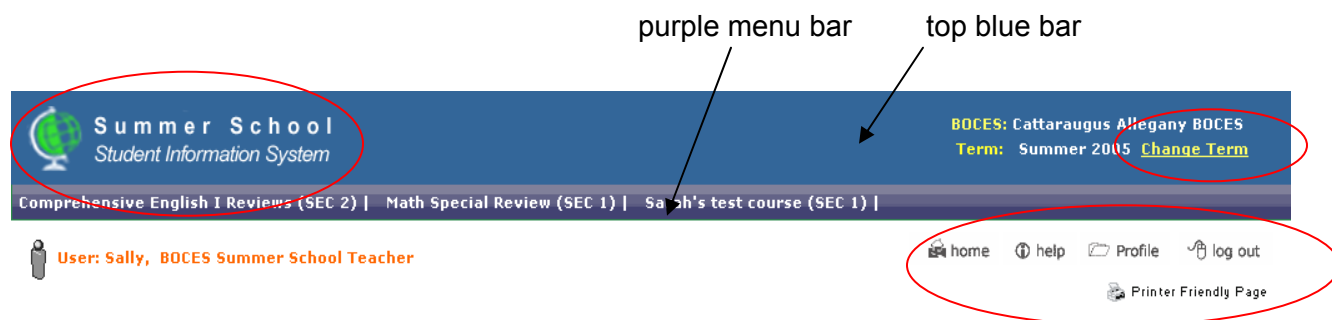 purple menu bar
top blue bar
Summer School
Student Information System
BOCES: Cattaraugus Allegany BOCES
Term: Summer 2005 Change Term
Comprehensive English I Reviews (SEC 2) | Math Special Review (SEC 1) | Sarah's test course (SEC 1) |
User: Sally, BOCES Summer School Teacher
home help Profile log out
Printer Friendly Page